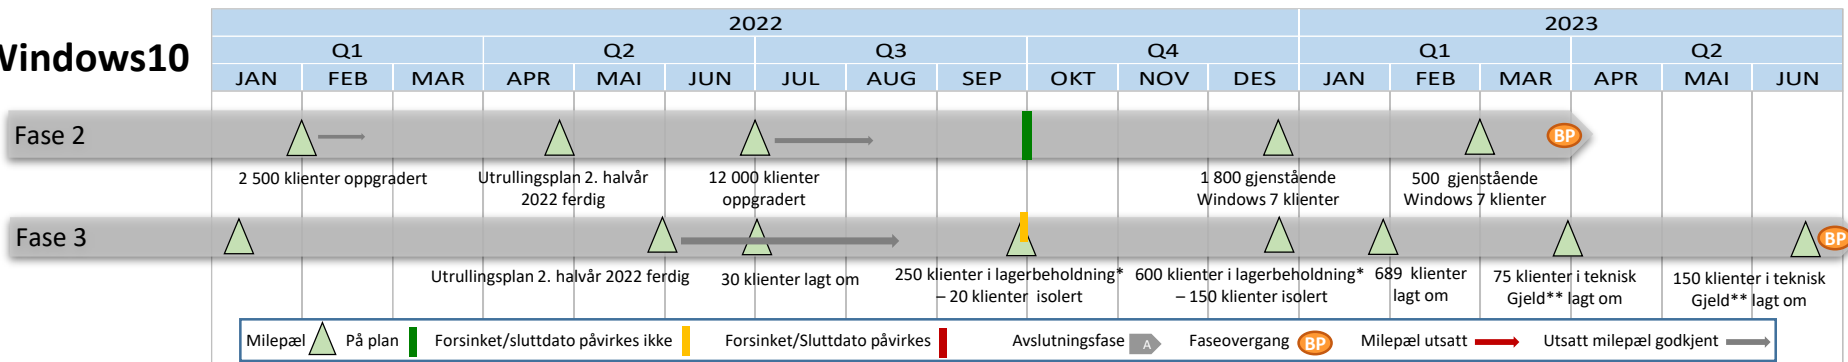 Windows10
2022 2023
Q1 Q2 Q3 Q4 Q1 Q2
JAN FEB MAR APR MAI JUN JUL AUG SEP OKT NOV DES JAN FEB MAR APR MAI JUN
Fase 2
BP
2 500 klienter oppgradert
Utrullingsplan 2. halvår
2022 ferdig
12 000 klienter
oppgradert
1 800 gjenstående
Windows 7 klienter
500 gjenstående
Windows 7 klienter
Fase 3
BP
Utrullingsplan 2. halvår 2022 ferdig
30 klienter lagt om
250 klienter i lagerbeholdning*
– 20 klienter isolert
600 klienter i lagerbeholdning*
– 150 klienter isolert
689 klienter
lagt om
75 klienter i teknisk
Gjeld** lagt om
150 klienter i teknisk
Gjeld** lagt om
Milepæl På plan Forsinket/sluttdato påvirkes ikke Forsinket/Sluttdato påvirkes Avslutningsfase A Faseovergang BP Milepæl utsatt Utsatt milepæl godkjent